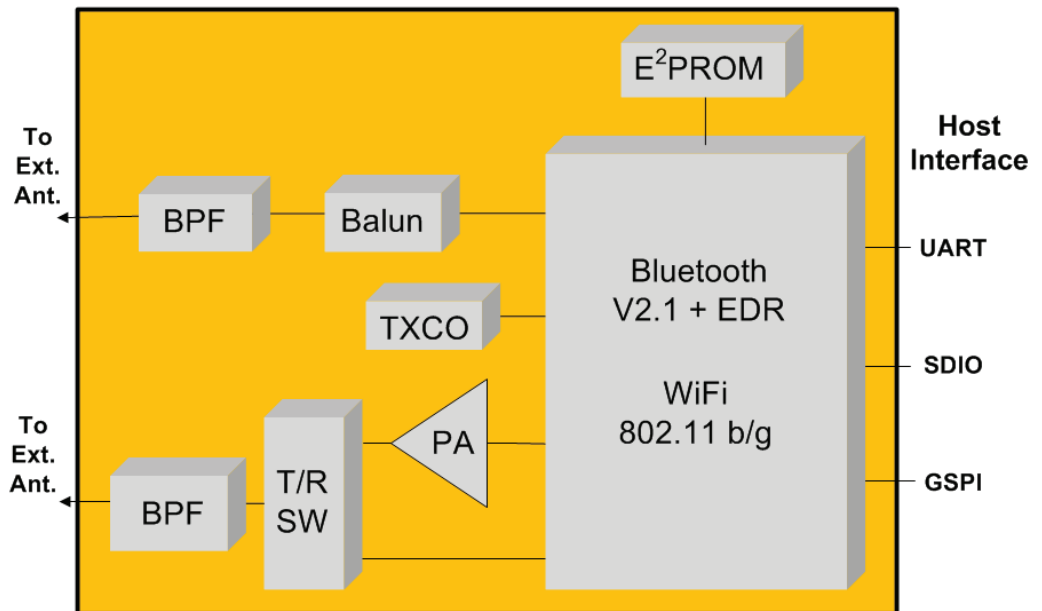 E²PROM
Host
Interface
To
Ext.
Ant.
BPF
Balun
UART
Bluetooth
V2.1 + EDR
TXCO
SDIO
WiFi
802.11 b/g
To
Ext.
Ant.
PA
T/R
SW
BPF
GSPI